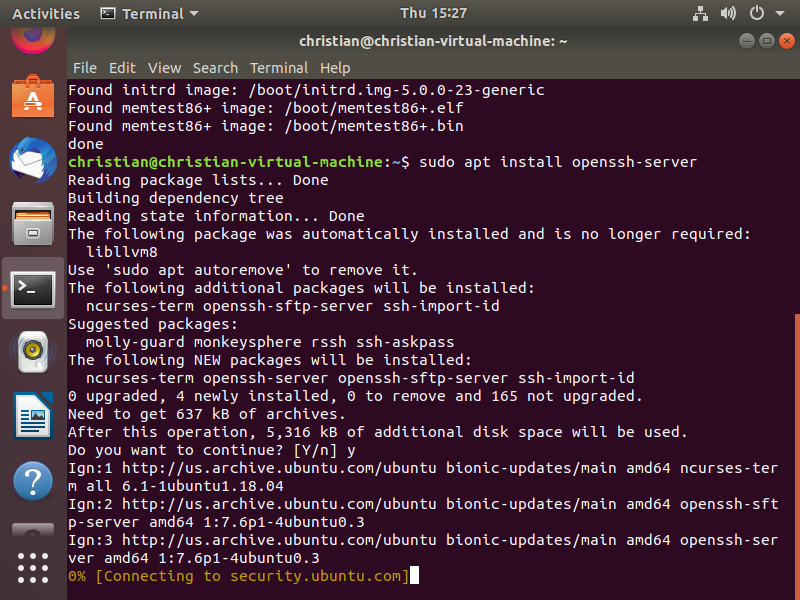 Activities Terminal Thu 15:27
christian@christian-virtual-machine: ~
File Edit View Search Terminal Help
Found initrd image: /boot/initrd.img-5.0.0-23-generic
Found memtest86+ image: /boot/memtest86+.elf
Found memtest86+ image: /boot/memtest86+.bin
done
christian@christian-virtual-machine:~$ sudo apt install openssh-server
Reading package lists... Done
Building dependency tree
Reading state information... Done
The following package was automatically installed and is no longer required:
  libllvm8
Use 'sudo apt autoremove' to remove it.
The following additional packages will be installed:
  ncurses-term openssh-sftp-server ssh-import-id
Suggested packages:
  molly-guard monkeysphere rssh ssh-askpass
The following NEW packages will be installed:
  ncurses-term openssh-server openssh-sftp-server ssh-import-id
0 upgraded, 4 newly installed, 0 to remove and 165 not upgraded.
Need to get 637 kB of archives.
After this operation, 5,316 kB of additional disk space will be used.
Do you want to continue? [Y/n] y
Ign:1 http://us.archive.ubuntu.com/ubuntu bionic-updates/main amd64 ncurses-ter
m all 6.1-1ubuntu1.18.04
Ign:2 http://us.archive.ubuntu.com/ubuntu bionic-updates/main amd64 openssh-sft
p-server amd64 1:7.6p1-4ubuntu0.3
Ign:3 http://us.archive.ubuntu.com/ubuntu bionic-updates/main amd64 openssh-ser
ver amd64 1:7.6p1-4ubuntu0.3
0% [Connecting to security.ubuntu.com]